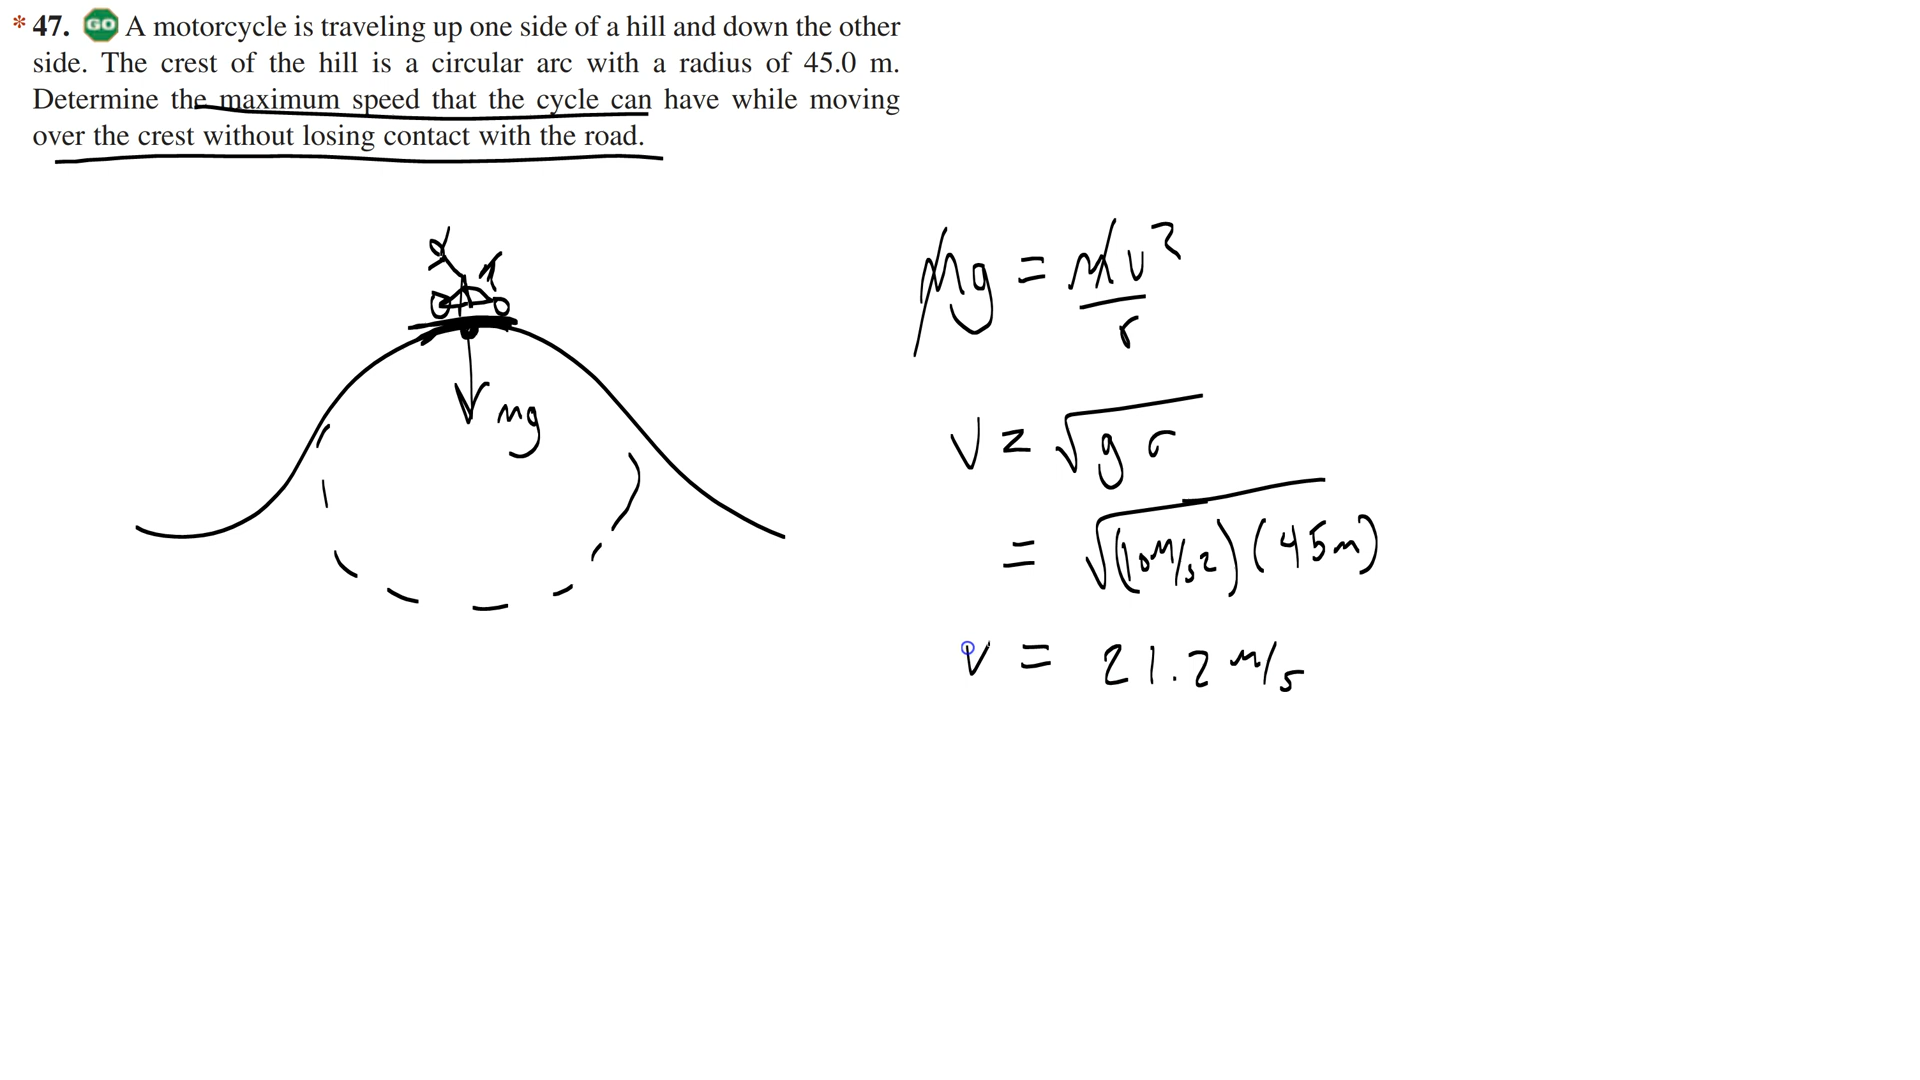 * 47. GO A motorcycle is traveling up one side of a hill and down the other
side. The crest of the hill is a circular arc with a radius of 45.0 m.
Determine the maximum speed that the cycle can have while moving
over the crest without losing contact with the road.
mg
mg = mv²/r
v = √gr
= √(10 m/s²)(45m)
v = 21.2 m/s